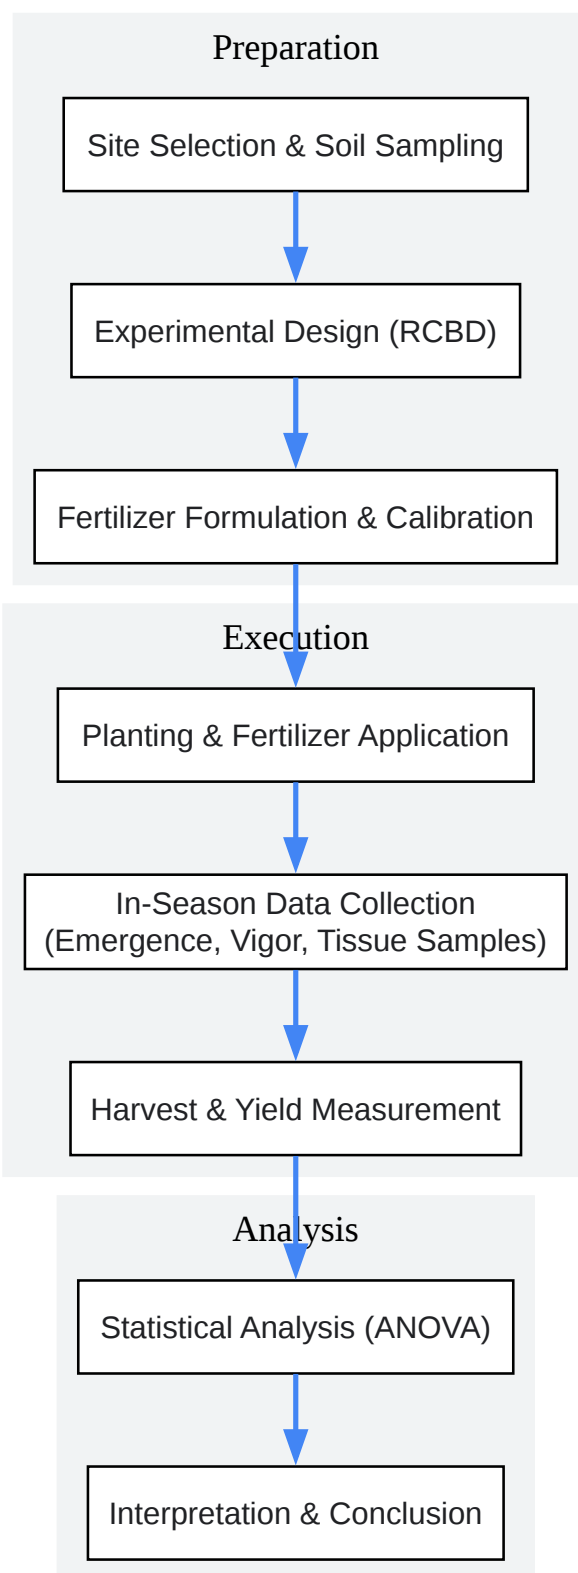 Preparation
Site Selection & Soil Sampling
Experimental Design (RCBD)
Fertilizer Formulation & Calibration
Execution
Planting & Fertilizer Application
In-Season Data Collection
(Emergence, Vigor, Tissue Samples)
Harvest & Yield Measurement
Analysis
Statistical Analysis (ANOVA)
Interpretation & Conclusion